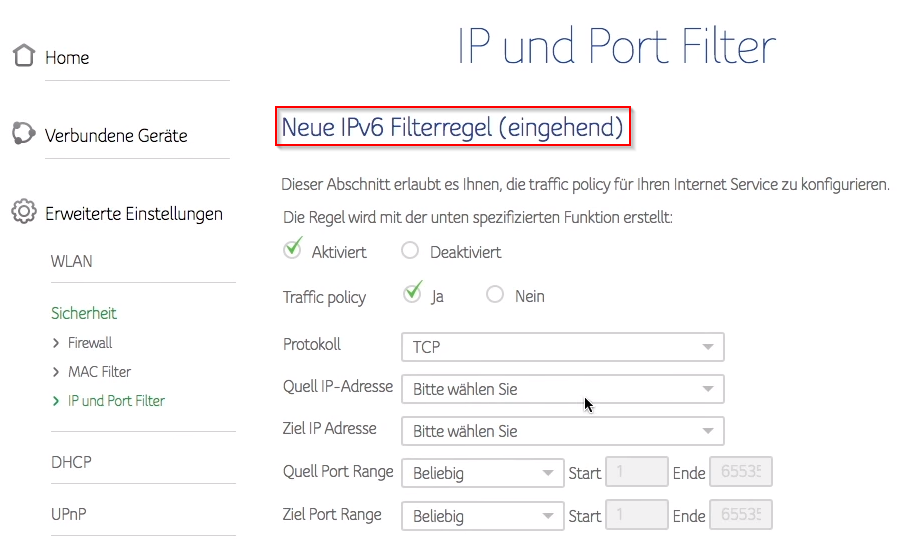 IP und Port Filter
Home
Neue IPv6 Filterregel (eingehend)
Verbundene Geräte
Dieser Abschnitt erlaubt es Ihnen, die traffic policy für Ihren Internet Service zu konfigurieren.
Erweiterte Einstellungen
Die Regel wird mit der unten spezifizierten Funktion erstellt:
WLAN
Aktiviert Deaktiviert
Sicherheit
Traffic policy Ja Nein
Firewall
Protokoll TCP
MAC Filter
Quell IP-Adresse Bitte wählen Sie
IP und Port Filter
Ziel IP Adresse Bitte wählen Sie
DHCP
Quell Port Range Beliebig Start 1 Ende 65535
UPnP
Ziel Port Range Beliebig Start 1 Ende 65535